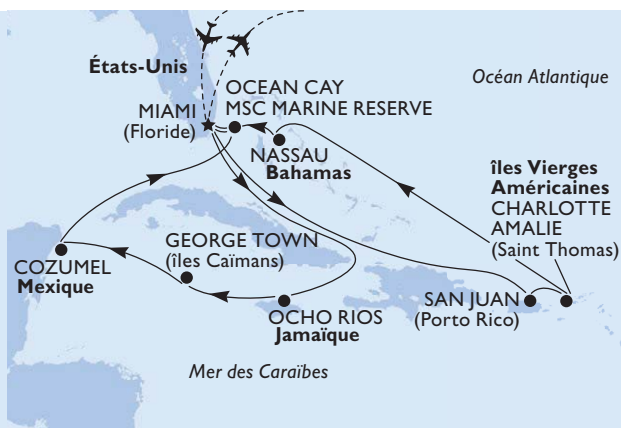 États-Unis
Océan Atlantique
OCEAN CAY
MSC MARINE RESERVE
MIAMI
(Floride)
NASSAU
Bahamas
îles Vierges
Américaines
CHARLOTTE
AMALIE
(Saint Thomas)
GEORGE TOWN
(îles Caïmans)
COZUMEL
Mexique
SAN JUAN
(Porto Rico)
OCHO RIOS
Jamaïque
Mer des Caraïbes